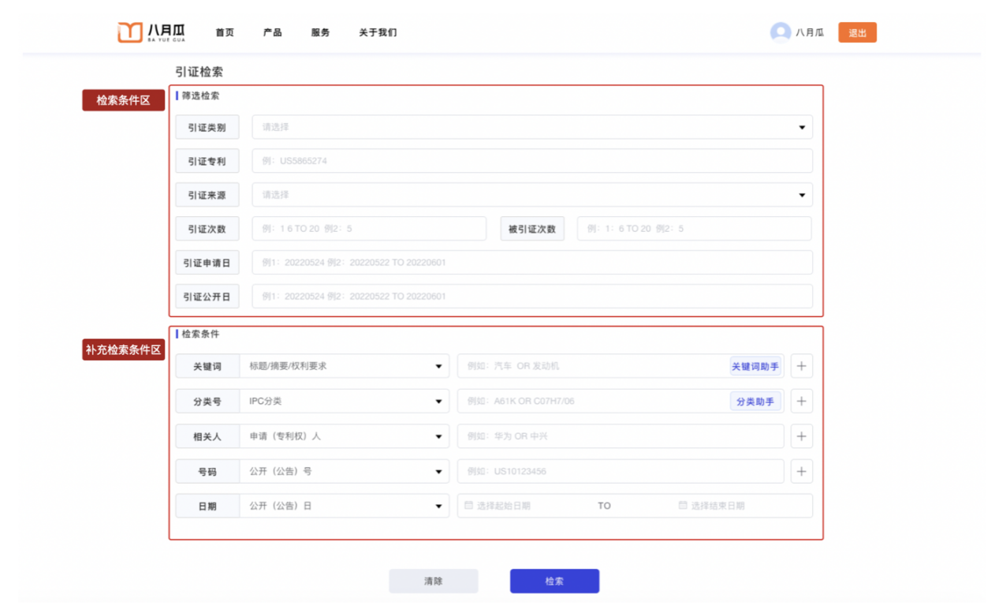 八月瓜 首页 产品 服务 关于我们 八月瓜 退出
BA YUE GUA
引证检索
检索条件区 筛选检索
引证类别 请选择
引证专利 例：US5865274
引证来源 请选择
引证次数 例：1 6 TO 20 例2：5 被引证次数 例：1：6 TO 20 例2：5
引证申请日 例1：20220524 例2：20220522 TO 20220601
引证公开日 例1：20220524 例2：20220522 TO 20220601
检索条件
补充检索条件区
关键词 标题/摘要/权利要求 例如：汽车 OR 发动机 关键词助手 +
分类号 IPC分类 例如：A61K OR C07H7/06 分类助手 +
相关人 申请（专利权）人 例如：华为 OR 中兴 +
号码 公开（公告）号 例如：US10123456 +
日期 公开（公告）日 选择起始日期 TO 选择结束日期
清除 检索